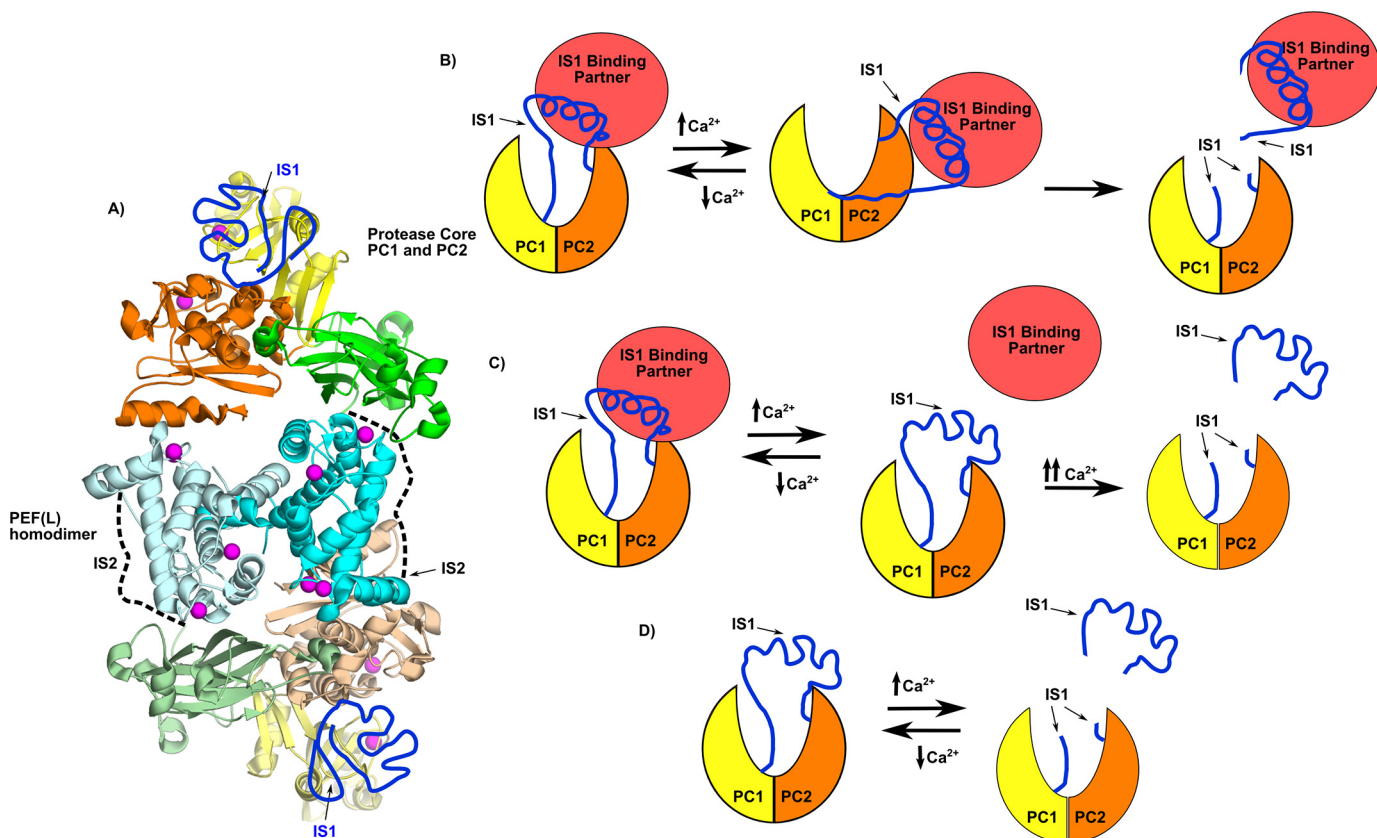 A)
IS1
Protease Core
PC1 and PC2
PEF(L)
homodimer
IS2
IS2
IS1
B)
IS1 Binding
Partner
IS1
PC1
PC2
↑Ca²⁺
↓Ca²⁺
IS1
IS1 Binding
Partner
PC1
PC2
IS1 Binding
Partner
IS1
IS1
PC1
PC2
C)
IS1 Binding
Partner
IS1
PC1
PC2
↑Ca²⁺
↓Ca²⁺
IS1 Binding
Partner
IS1
PC1
PC2
↑↑Ca²⁺
IS1
IS1
PC1
PC2
D)
IS1
PC1
PC2
↑Ca²⁺
↓Ca²⁺
IS1
IS1
PC1
PC2